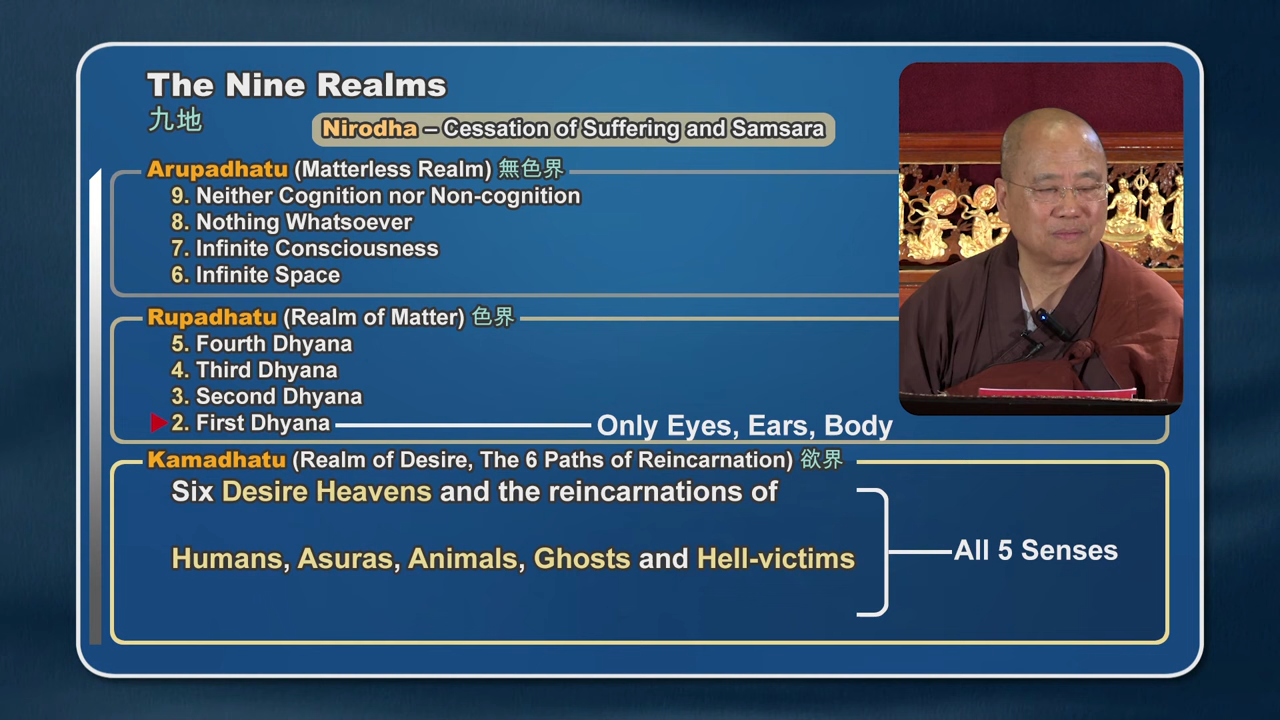 The Nine Realms
九地
Nirodha – Cessation of Suffering and Samsara
Arupadhatu (Matterless Realm) 無色界
9. Neither Cognition nor Non-cognition
8. Nothing Whatsoever
7. Infinite Consciousness
6. Infinite Space
Rupadhatu (Realm of Matter) 色界
5. Fourth Dhyana
4. Third Dhyana
3. Second Dhyana
2. First Dhyana
Only Eyes, Ears, Body
Kamadhatu (Realm of Desire, The 6 Paths of Reincarnation) 欲界
Six Desire Heavens and the reincarnations of
Humans, Asuras, Animals, Ghosts and Hell-victims
All 5 Senses